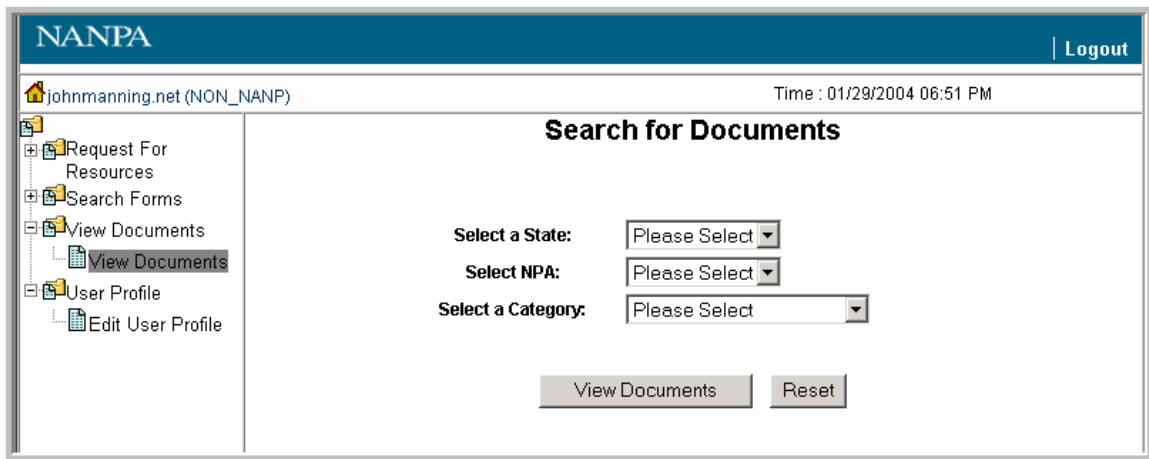 NANPA
Logout
johnmanning.net (NON_NANP)
Time : 01/29/2004 06:51 PM
Request For
Resources
Search Forms
View Documents
View Documents
User Profile
Edit User Profile
Search for Documents
Select a State: Please Select
Select NPA: Please Select
Select a Category: Please Select
View Documents Reset